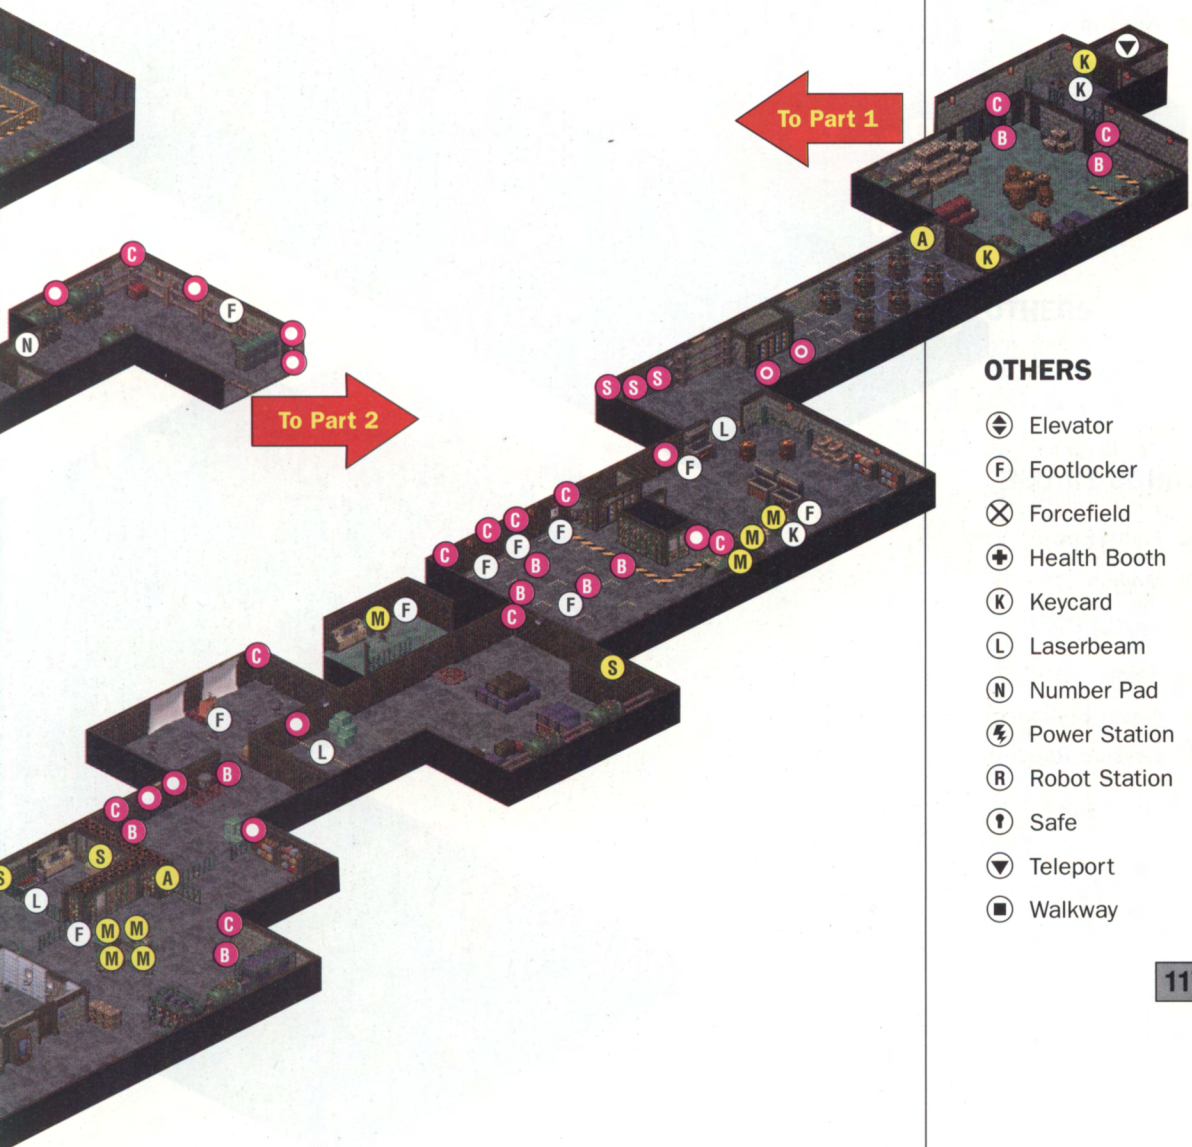 To Part 1
To Part 2
OTHERS
Elevator
F Footlocker
Forcefield
Health Booth
K Keycard
L Laserbeam
N Number Pad
Power Station
R Robot Station
Safe
Teleport
Walkway
11
K
K
C
B
C
B
A
K
C
F
N
S S S
L
F
C
C
C
C
F
F
F
B
B
B
B
F
C
C
M
M
M
F
K
M
F
S
C
F
L
B
C
B
S
S
A
L
F
M M
M M
C
B